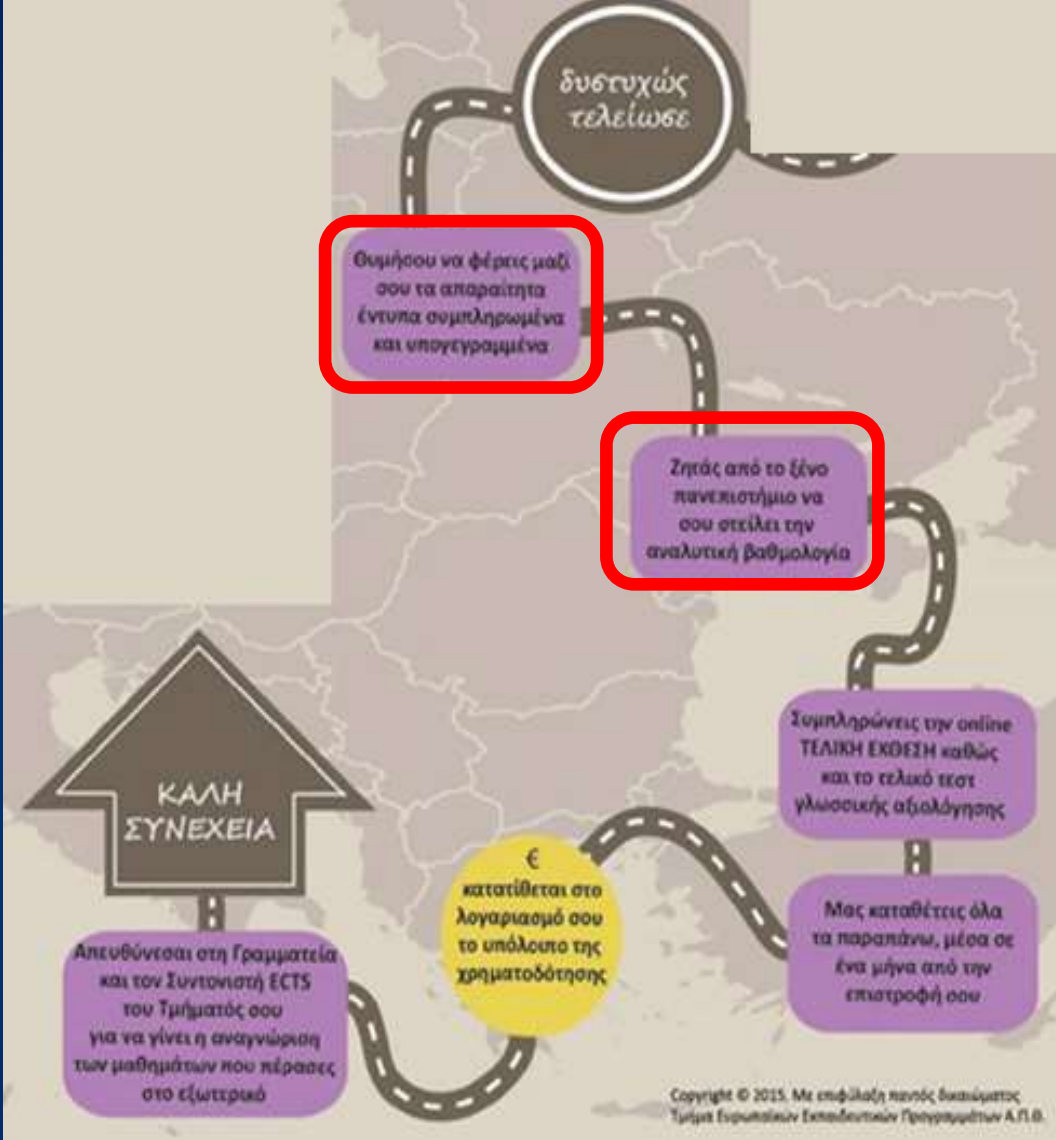 δυστυχώς
τελείωσε
Θυμήσου να φέρεις μαζί
σου τα απαραίτητα
έντυπα συμπληρωμένα
και υπογεγραμμένα
Ζητάς από το ξένο
πανεπιστήμιο να
σου στείλει την
αναλυτική βαθμολογία
Συμπληρώνεις την online
ΤΕΛΙΚΗ ΕΚΘΕΣΗ καθώς
και το τελικό τεστ
γλωσσικής αξιολόγησης
Μας καταθέτεις όλα
τα παραπάνω, μέσα σε
ένα μήνα από την
επιστροφή σου
€
κατατίθεται στο
λογαριασμό σου
το υπόλοιπο της
χρηματοδότησης
Απευθύνεσαι στη Γραμματεία
και τον Συντονιστή ECTS
του Τμήματός σου
για να γίνει η αναγνώριση
των μαθημάτων που πέρασες
στο εξωτερικό
ΚΑΛΗ
ΣΥΝΕΧΕΙΑ
Copyright © 2015. Με επιφύλαξη παντός δικαιώματος
Τμήμα Ευρωπαϊκών Εκπαιδευτικών Προγραμμάτων Α.Π.Θ.